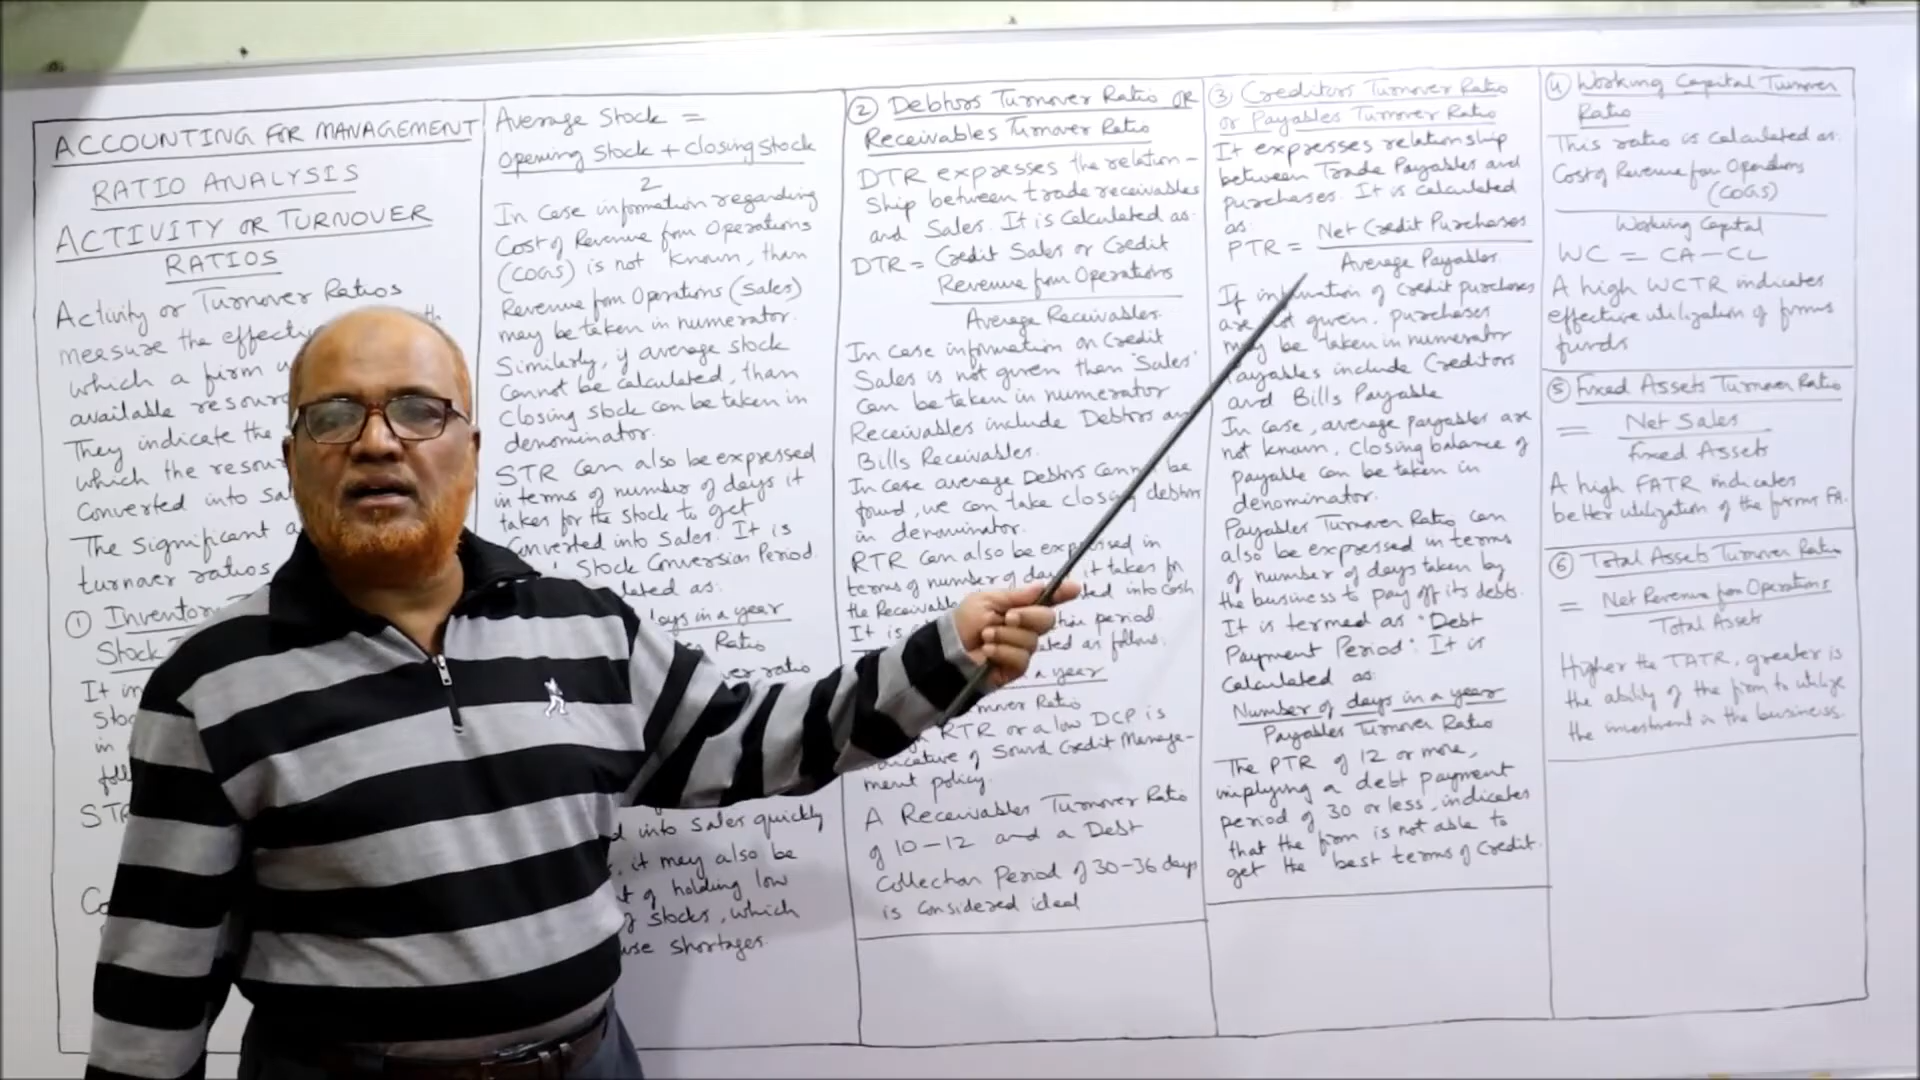 ACCOUNTING FOR MANAGEMENT
RATIO ANALYSIS
ACTIVITY OR TURNOVER
RATIOS
Activity or Turnover Ratios
measure the
which a firm
available
They indicate the
which the
Converted into
The Significant
turnover ratios
① Inventory
Stock
It
in
STR
Average Stock =
Opening Stock + closing stock
2
In Case information regarding
Cost of Revenue from Operations
(COGS) is not known, than
Revenue from Operations (Sales)
may be taken in numerator.
Similarly, if average stock
Cannot be calculated, than
Closing stock can be taken in
denominator.
STR can also be expressed
in terms of number of days it
takes for the stock to get
Converted into Sales. It is
Stock Conversion Period.
as:
days in a year
Ratio
ratio
into sales quickly
, it may also be
of holding low
stocks, which
shortages.
② Debtors Turnover Ratio OR
Receivables Turnover Ratio
DTR expresses the relation-
ship between trade receivables
and Sales. It is Calculated as:
DTR = Credit Sales or Credit
Revenue from Operations
Average Receivables.
In case information on Credit
Sales is not given then 'Sales'
Can be taken in numerator
Receivables include Debtors
Bills Receivables.
In case average Debtors cannot be
found, we can take closing debtors
in denominator.
RTR can also be expressed in
terms of number of days it takes for
the into cash
It is period
as follows.
a year
Ratio
RTR or a low DCP is
of Sound Credit Manage-
ment policy.
A Receivables Turnover Ratio
of 10-12 and a Debt
Collection Period of 30-36 days
is Considered ideal
③ Creditors Turnover Ratio
or Payables Turnover Ratio
It expresses relationship
between Trade Payables and
purchases. It is calculated
as:
PTR = Net Credit Purchases
Average Payables.
If information of Credit purchases
are not given, purchases
may be taken in numerator
Payables include Creditors
and Bills Payable
In case, average payables are
not known, closing balance of
payable can be taken in
denominator.
Payables Turnover Ratio can
also be expressed in terms
of number of days taken by
the business to pay off its debts.
It is termed as "Debt
Payment Period". It is
Calculated as:
Number of days in a year
Payables Turnover Ratio
The PTR of 12 or more,
implying a debt payment
period of 30 or less, indicates
that the firm is not able to
get the best terms of credit.
④ Working Capital Turnover
Ratio
This ratio is calculated as:
Cost of Revenue from Operations
(COGS)
Working Capital
WC = CA - CL
A high WCTR indicates
effective utilization of firms
funds
⑤ Fixed Assets Turnover Ratio
= Net Sales
Fixed Assets
A high FATR indicates
better utilization of the firms FA.
⑥ Total Assets Turnover Ratio
= Net Revenue from Operations
Total Assets
Higher the TATR, greater is
the ability of the firm to utilize
the investment in the business.